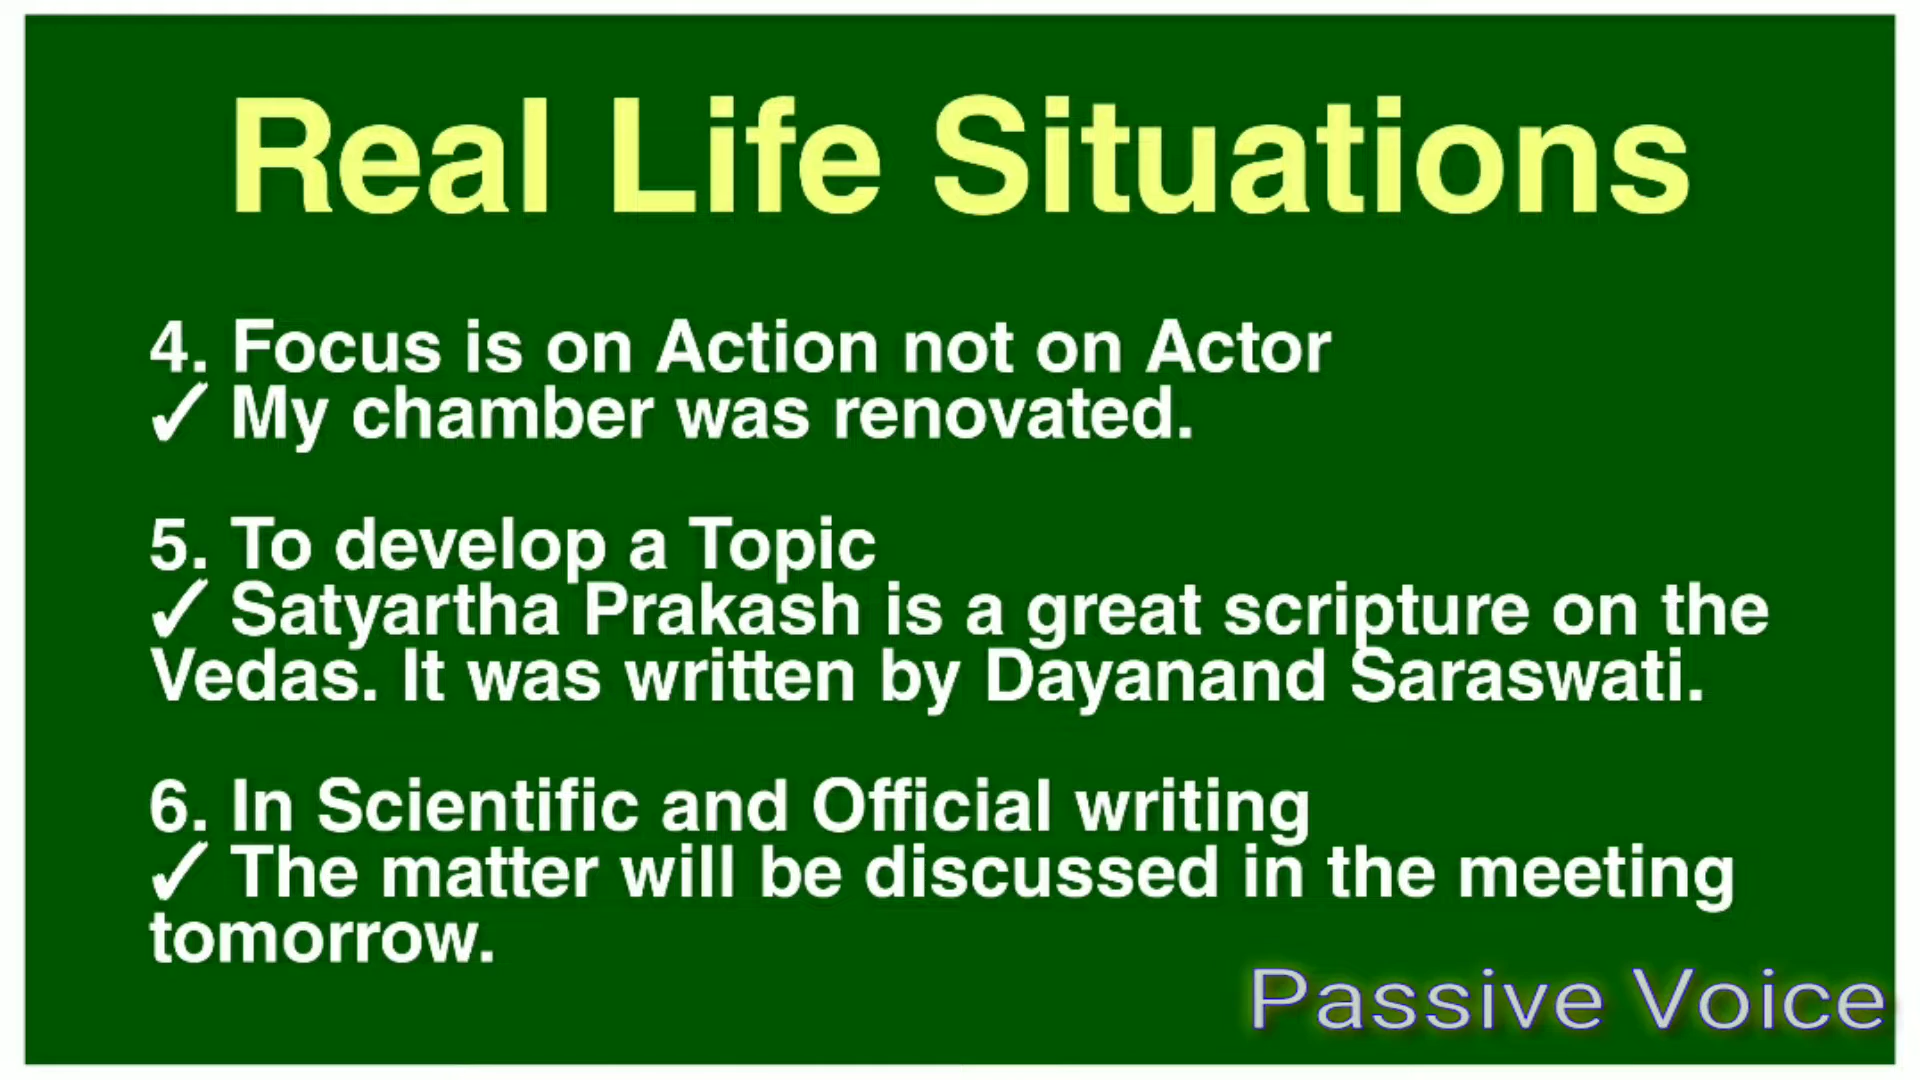 Real Life Situations
4. Focus is on Action not on Actor
✓ My chamber was renovated.
5. To develop a Topic
✓ Satyartha Prakash is a great scripture on the
Vedas. It was written by Dayanand Saraswati.
6. In Scientific and Official writing
✓ The matter will be discussed in the meeting
tomorrow.
Passive Voice